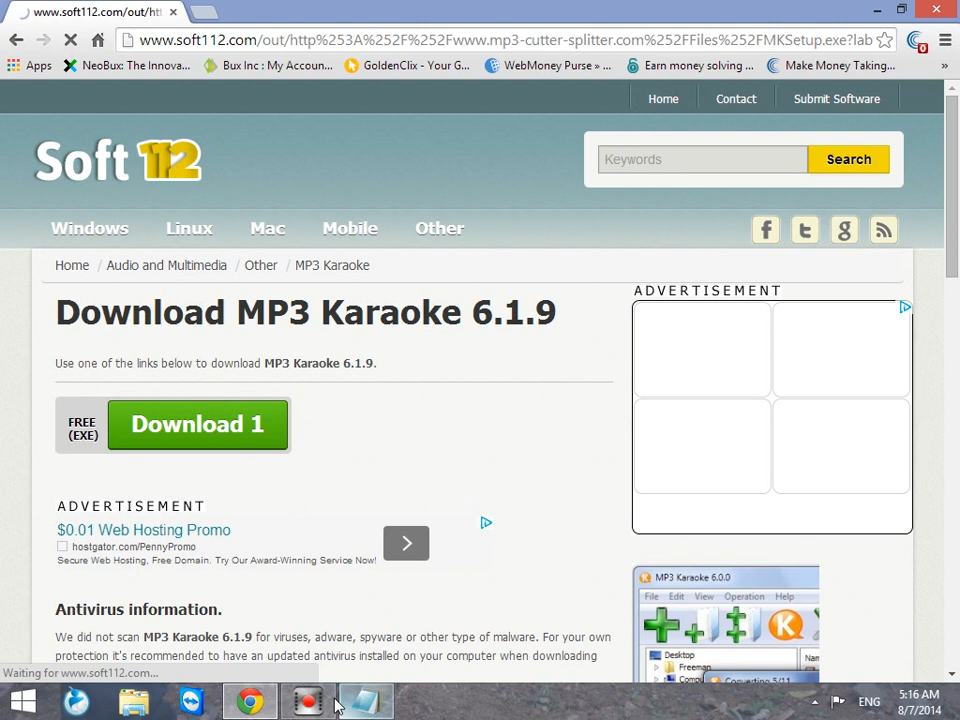 www.soft112.com/out/htt
www.soft112.com/out/http%253A%252F%252Fwww.mp3-cutter-splitter.com%252FFiles%252FMKSetup.exe?lab
Apps
NeoBux: The Innova...
Bux Inc : My Accoun...
GoldenClix - Your G...
WebMoney Purse » ...
Earn money solving ...
Make Money Taking...
»
Home
Contact
Submit Software
Soft 112
Keywords
Search
Windows
Linux
Mac
Mobile
Other
Home / Audio and Multimedia / Other / MP3 Karaoke
ADVERTISEMENT
Download MP3 Karaoke 6.1.9
Use one of the links below to download MP3 Karaoke 6.1.9.
FREE
(EXE)
Download 1
ADVERTISEMENT
$0.01 Web Hosting Promo
hostgator.com/PennyPromo
Secure Web Hosting, Free Domain. Try Our Award-Winning Service Now!
MP3 Karaoke 6.0.0
File Edit View Operation Help
Desktop
Freeman
Converting 5/11
Antivirus information.
We did not scan MP3 Karaoke 6.1.9 for viruses, adware, spyware or other type of malware. For your own
protection it's recommended to have an updated antivirus installed on your computer when downloading
Waiting for www.soft112.com...
ENG
5:16 AM
8/7/2014